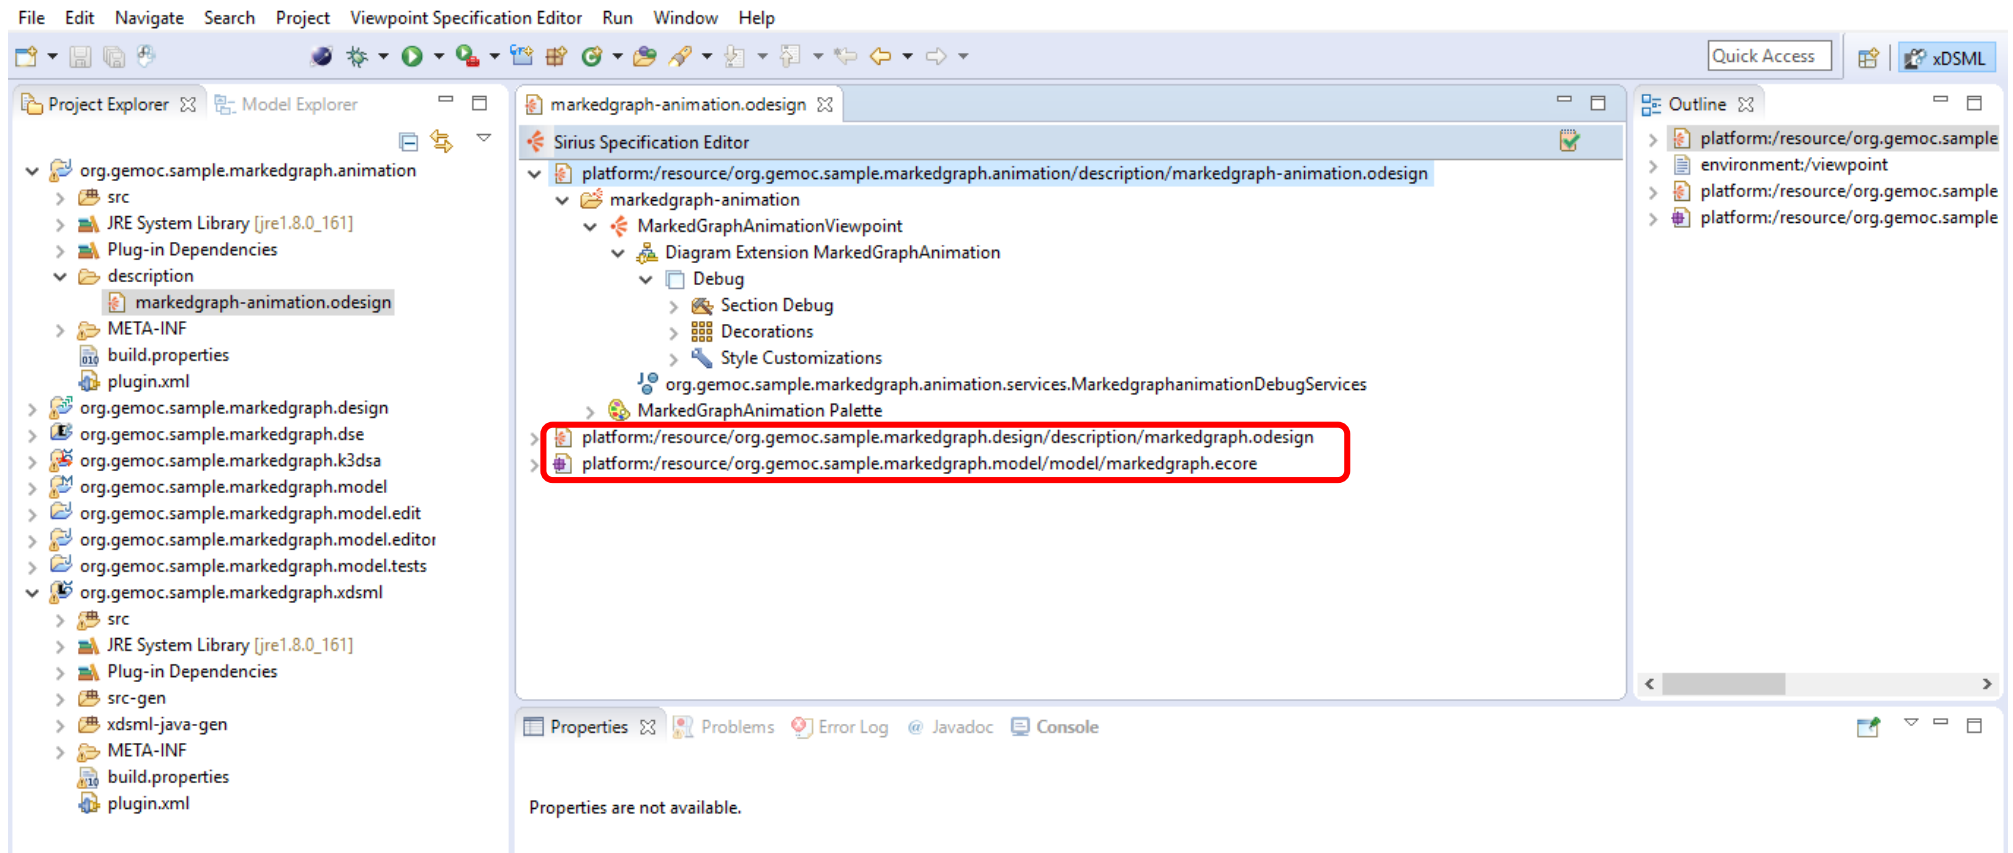 File Edit Navigate Search Project Viewpoint Specification Editor Run Window Help
Quick Access
xDSML
Project Explorer
Model Explorer
org.gemoc.sample.markedgraph.animation
src
JRE System Library [jre1.8.0_161]
Plug-in Dependencies
description
markedgraph-animation.odesign
META-INF
build.properties
plugin.xml
org.gemoc.sample.markedgraph.design
org.gemoc.sample.markedgraph.dse
org.gemoc.sample.markedgraph.k3dsa
org.gemoc.sample.markedgraph.model
org.gemoc.sample.markedgraph.model.edit
org.gemoc.sample.markedgraph.model.editor
org.gemoc.sample.markedgraph.model.tests
org.gemoc.sample.markedgraph.xdsml
src
JRE System Library [jre1.8.0_161]
Plug-in Dependencies
src-gen
xdsml-java-gen
META-INF
build.properties
plugin.xml
markedgraph-animation.odesign
Sirius Specification Editor
platform:/resource/org.gemoc.sample.markedgraph.animation/description/markedgraph-animation.odesign
markedgraph-animation
MarkedGraphAnimationViewpoint
Diagram Extension MarkedGraphAnimation
Debug
Section Debug
Decorations
Style Customizations
org.gemoc.sample.markedgraph.animation.services.MarkedgraphanimationDebugServices
MarkedGraphAnimation Palette
platform:/resource/org.gemoc.sample.markedgraph.design/description/markedgraph.odesign
platform:/resource/org.gemoc.sample.markedgraph.model/model/markedgraph.ecore
Outline
platform:/resource/org.gemoc.sample
environment:/viewpoint
platform:/resource/org.gemoc.sample
platform:/resource/org.gemoc.sample
Properties
Problems
Error Log
Javadoc
Console
Properties are not available.